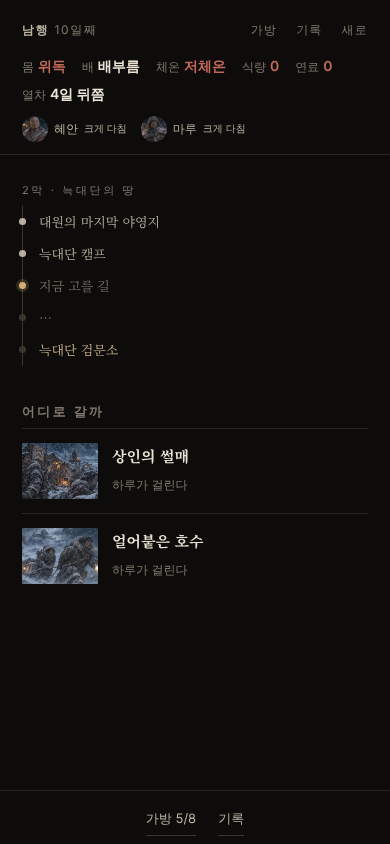 남행 10일째 가방 기록 새로
몸 위독 배 배부름 체온 저체온 식량 0 연료 0
열차 4일 뒤쫌
혜안 크게 다침 마루 크게 다침
2막 · 늑대단의 땅
대원의 마지막 야영지
늑대단 캠프
지금 고를 길
...
늑대단 검문소
어디로 갈까
상인의 썰매
하루가 걸린다
얼어붙은 호수
하루가 걸린다
가방 5/8 기록